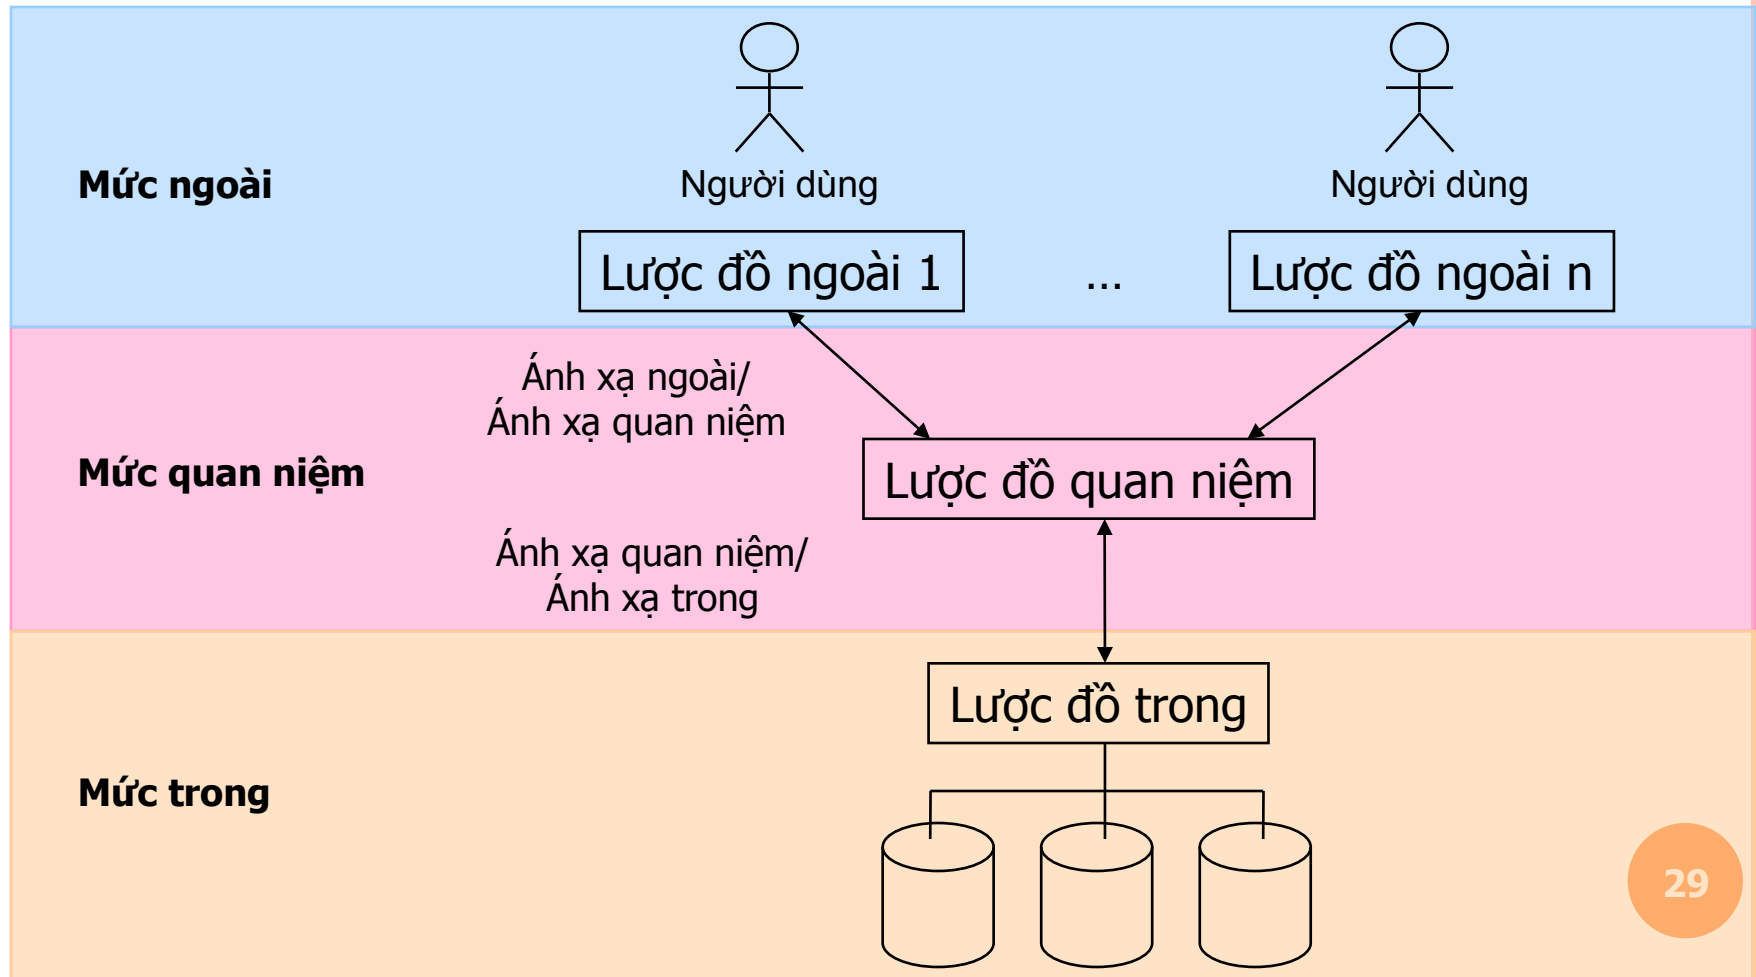 Mức ngoài
Người dùng
Người dùng
Lược đồ ngoài 1
...
Lược đồ ngoài n
Ánh xạ ngoài/
Ánh xạ quan niệm
Mức quan niệm
Lược đồ quan niệm
Ánh xạ quan niệm/
Ánh xạ trong
Lược đồ trong
Mức trong
29